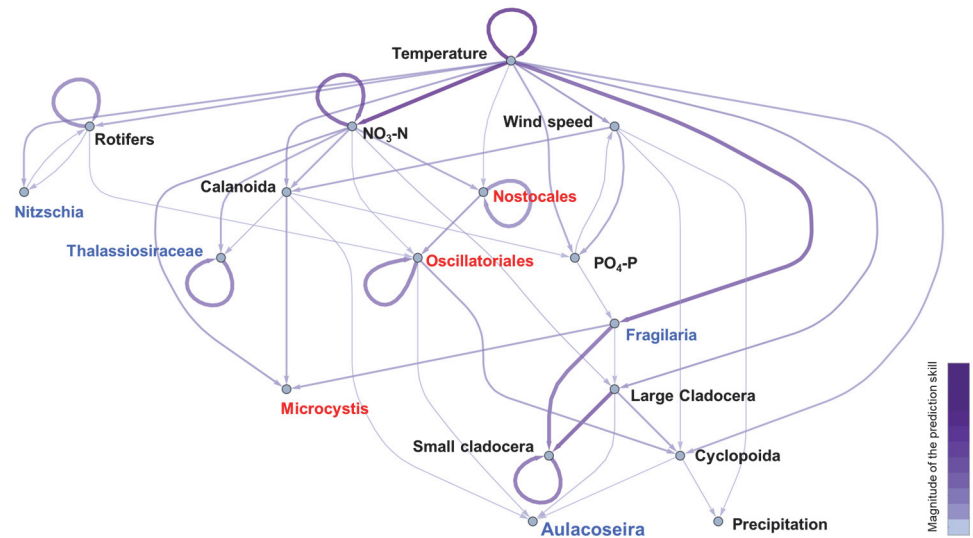 Temperature
Rotifers
NO₃-N
Wind speed
Calanoida
Nostocales
Nitzschia
Thalassiosiraceae
Oscillatoriales
PO₄-P
Fragilaria
Microcystis
Large Cladocera
Small cladocera
Cyclopoida
Aulacoseira
Precipitation
Magnitude of the prediction skill